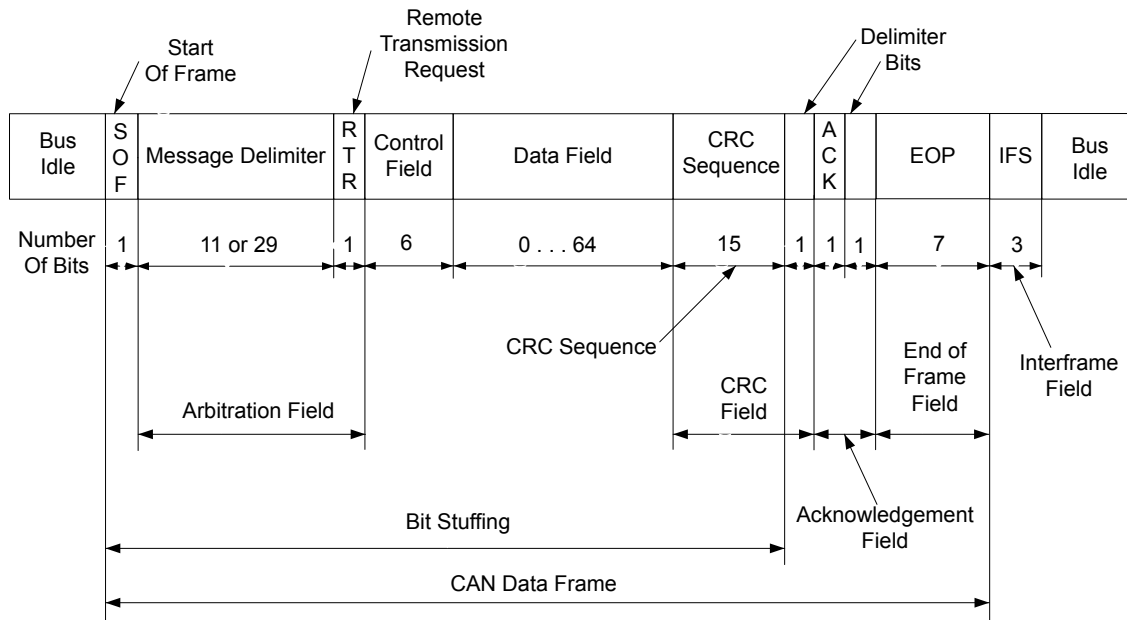 Start
Of Frame
Remote
Transmission
Request
Delimiter
Bits
Bus
Idle
S
O
F
Message Delimiter
R
T
R
Control
Field
Data Field
CRC
Sequence
A
C
K
EOP
IFS
Bus
Idle
Number
Of Bits
1
11 or 29
1
6
0 . . . 64
15
1
1
1
7
3
CRC Sequence
End of
Frame
Field
Interframe
Field
Arbitration Field
CRC
Field
Bit Stuffing
Acknowledgement
Field
CAN Data Frame